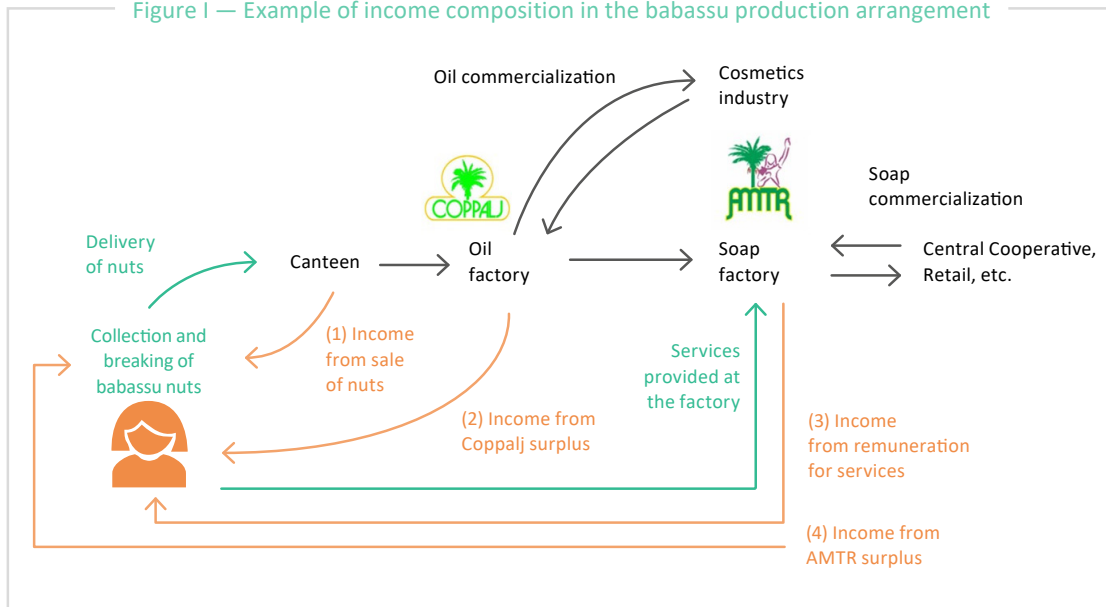 Figure I — Example of income composition in the babassu production arrangement
Oil commercialization
Cosmetics
industry
COPPALJ
AMTR
Soap
commercialization
Delivery
of nuts
Canteen
Oil
factory
Soap
factory
Central Cooperative,
Retail, etc.
Collection and
breaking of
babassu nuts
(1) Income
from sale
of nuts
Services
provided at
the factory
(2) Income from
Coppalj surplus
(3) Income
from remuneration
for services
(4) Income from
AMTR surplus